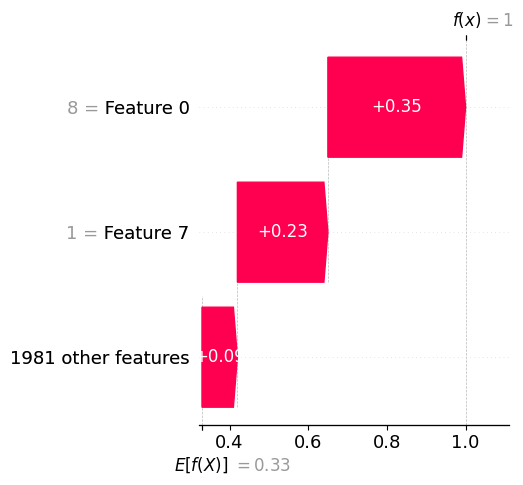 f(x) = 1
8 = Feature 0
+0.35
1 = Feature 7
+0.23
1981 other features
+0.09
0.4 0.6 0.8 1.0
E[f(X)] = 0.33